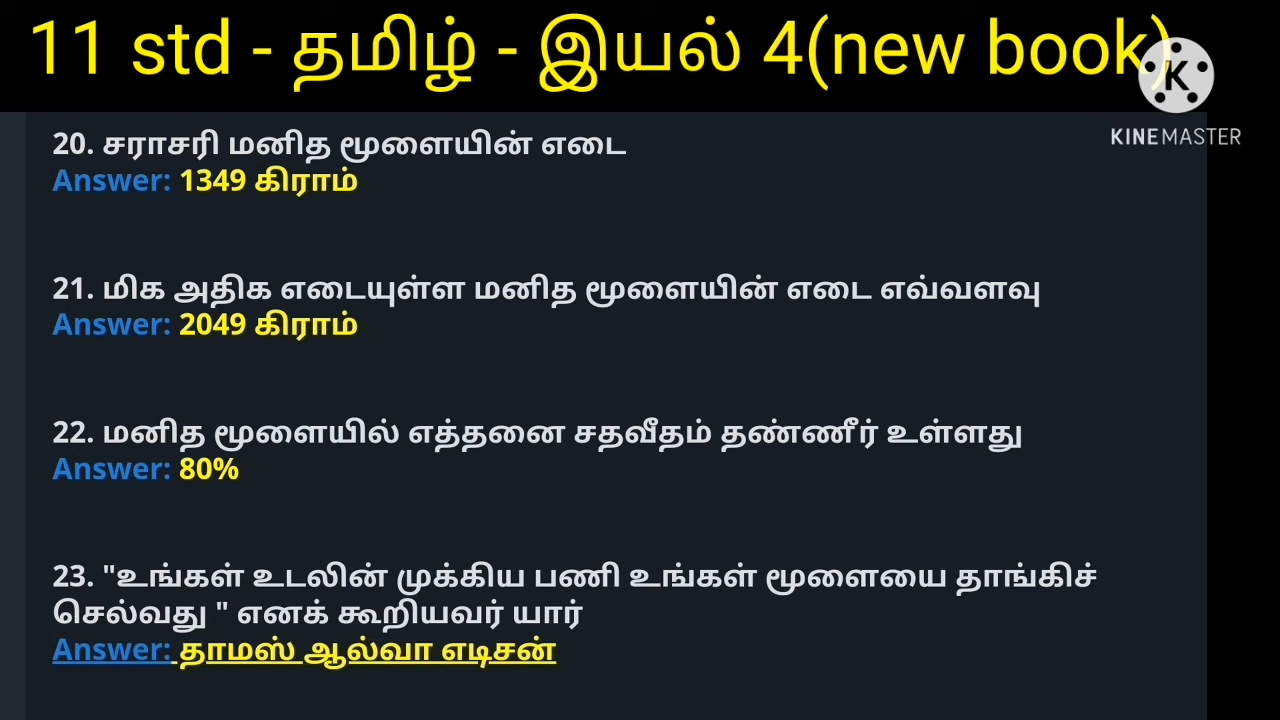 11 std - தமிழ் - இயல் 4(new book)
K
KINEMASTER
20. சராசரி மனித மூளையின் எடை
Answer: 1349 கிராம்
21. மிக அதிக எடையுள்ள மனித மூளையின் எடை எவ்வளவு
Answer: 2049 கிராம்
22. மனித மூளையில் எத்தனை சதவீதம் தண்ணீர் உள்ளது
Answer: 80%
23. "உங்கள் உடலின் முக்கிய பணி உங்கள் மூளையை தாங்கிச்
செல்வது " எனக் கூறியவர் யார்
Answer: தாமஸ் ஆல்வா எடிசன்